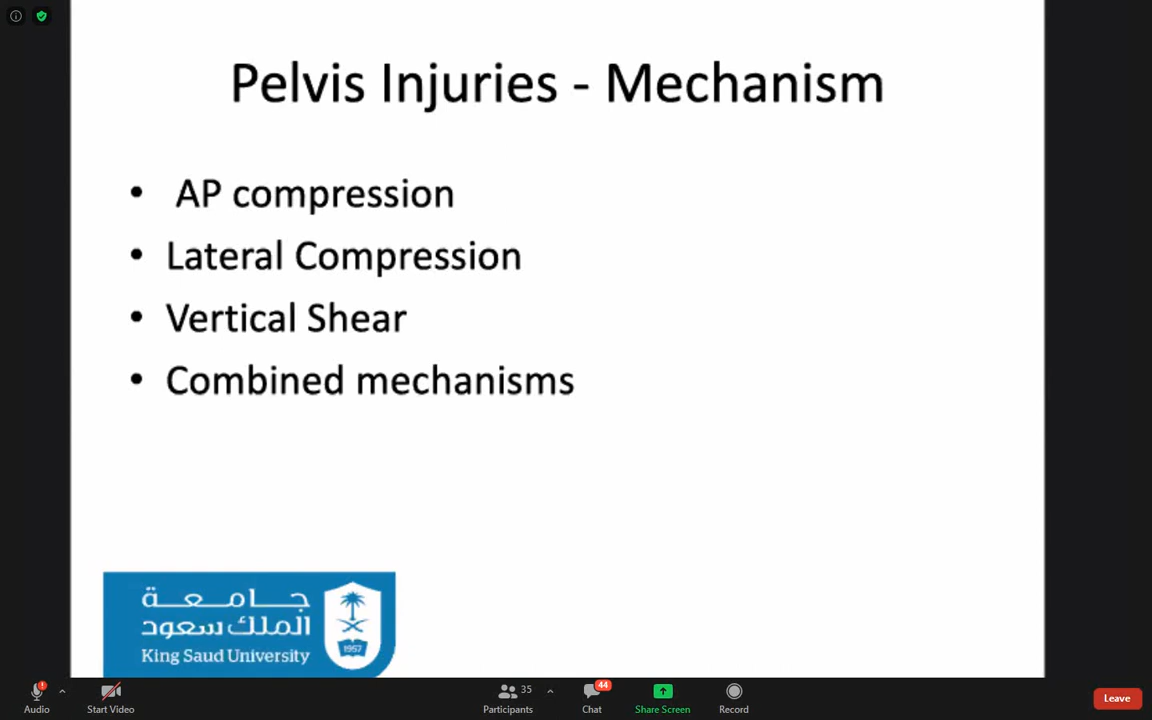 Pelvis Injuries - Mechanism
• AP compression
• Lateral Compression
• Vertical Shear
• Combined mechanisms
جامعة
الملك سعود
1957
King Saud University
Audio
Start Video
Participants
35
Chat
44
Share Screen
Record
Leave